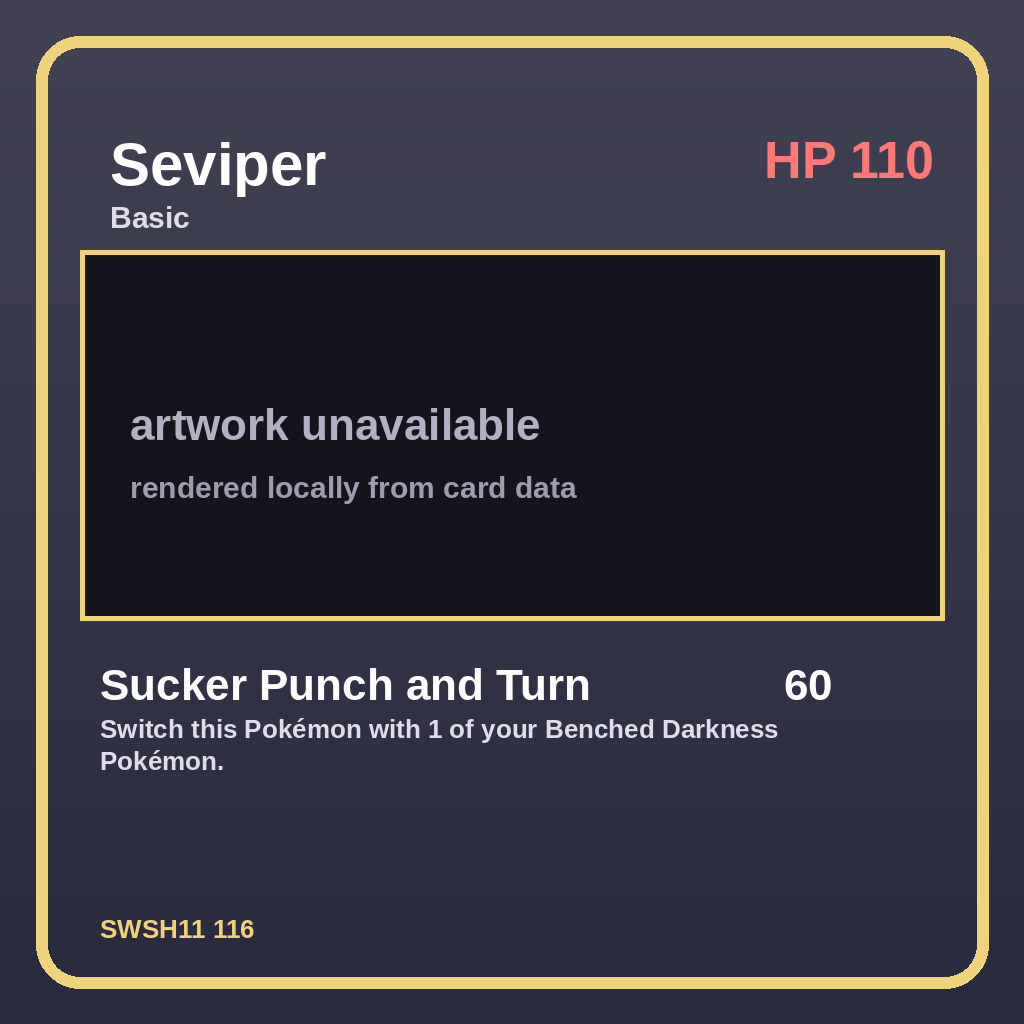 Seviper
HP 110
Basic
artwork unavailable
rendered locally from card data
Sucker Punch and Turn 60
Switch this Pokémon with 1 of your Benched Darkness
Pokémon.
SWSH11 116